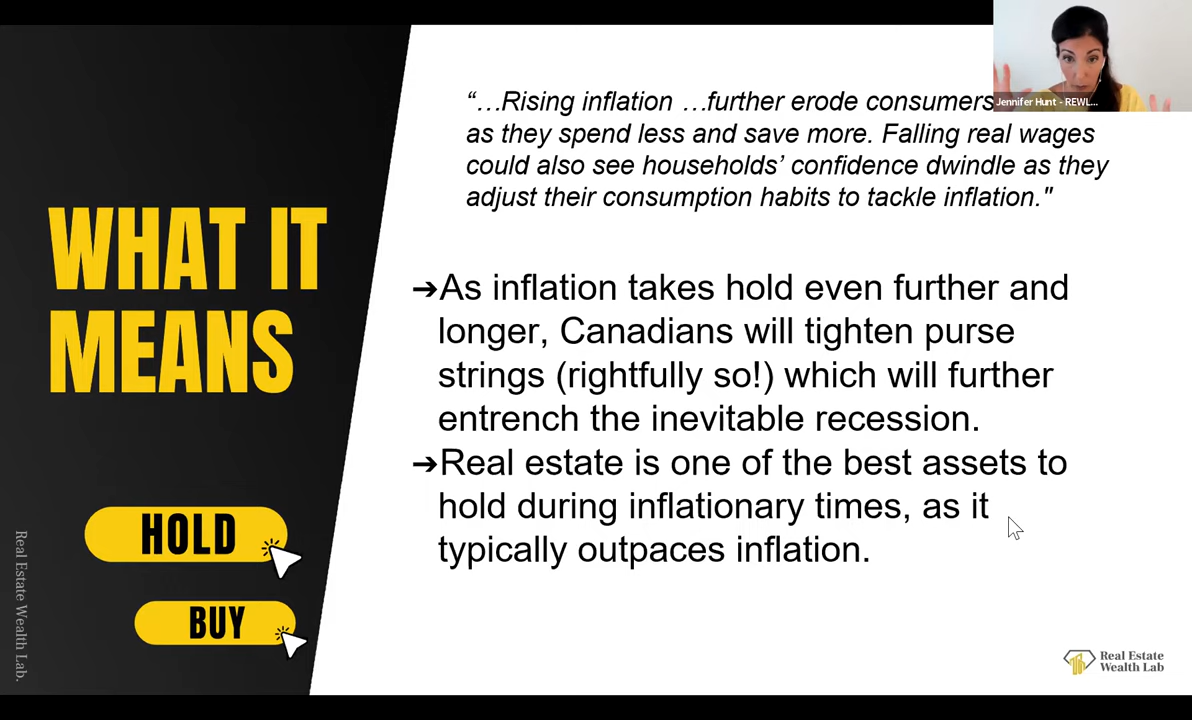 “…Rising inflation …further erode consumers
Jennifer Hunt - REWL...
as they spend less and save more. Falling real wages
could also see households’ confidence dwindle as they
adjust their consumption habits to tackle inflation."
WHAT IT
MEANS
➔As inflation takes hold even further and
longer, Canadians will tighten purse
strings (rightfully so!) which will further
entrench the inevitable recession.
➔Real estate is one of the best assets to
hold during inflationary times, as it
typically outpaces inflation.
HOLD
BUY
Real Estate Wealth Lab.
Real Estate
Wealth Lab